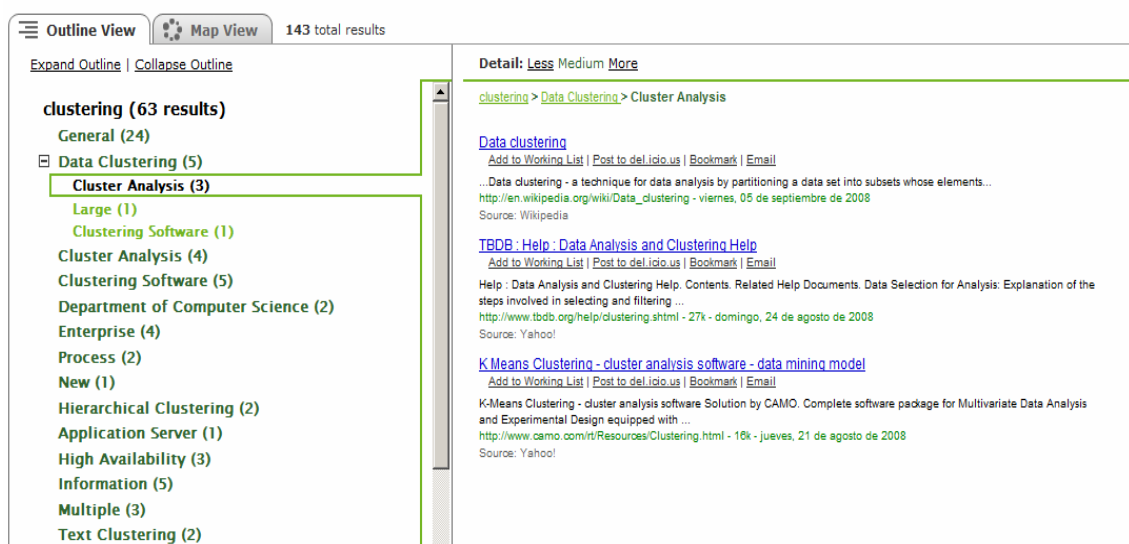 Outline View
Map View
143 total results
Expand Outline | Collapse Outline
clustering (63 results)
General (24)
Data Clustering (5)
Cluster Analysis (3)
Large (1)
Clustering Software (1)
Cluster Analysis (4)
Clustering Software (5)
Department of Computer Science (2)
Enterprise (4)
Process (2)
New (1)
Hierarchical Clustering (2)
Application Server (1)
High Availability (3)
Information (5)
Multiple (3)
Text Clustering (2)
Detail: Less Medium More
clustering > Data Clustering > Cluster Analysis
Data clustering
Add to Working List | Post to del.icio.us | Bookmark | Email
...Data clustering - a technique for data analysis by partitioning a data set into subsets whose elements...
http://en.wikipedia.org/wiki/Data_clustering - viernes, 05 de septiembre de 2008
Source: Wikipedia
TBDB : Help : Data Analysis and Clustering Help
Add to Working List | Post to del.icio.us | Bookmark | Email
Help : Data Analysis and Clustering Help. Contents. Related Help Documents. Data Selection for Analysis: Explanation of the
steps involved in selecting and filtering ...
http://www.tbdb.org/help/clustering.shtml - 27k - domingo, 24 de agosto de 2008
Source: Yahoo!
K Means Clustering - cluster analysis software - data mining model
Add to Working List | Post to del.icio.us | Bookmark | Email
K-Means Clustering - cluster analysis software Solution by CAMO. Complete software package for Multivariate Data Analysis
and Experimental Design equipped with ...
http://www.camo.com/rt/Resources/Clustering.html - 16k - jueves, 21 de agosto de 2008
Source: Yahoo!